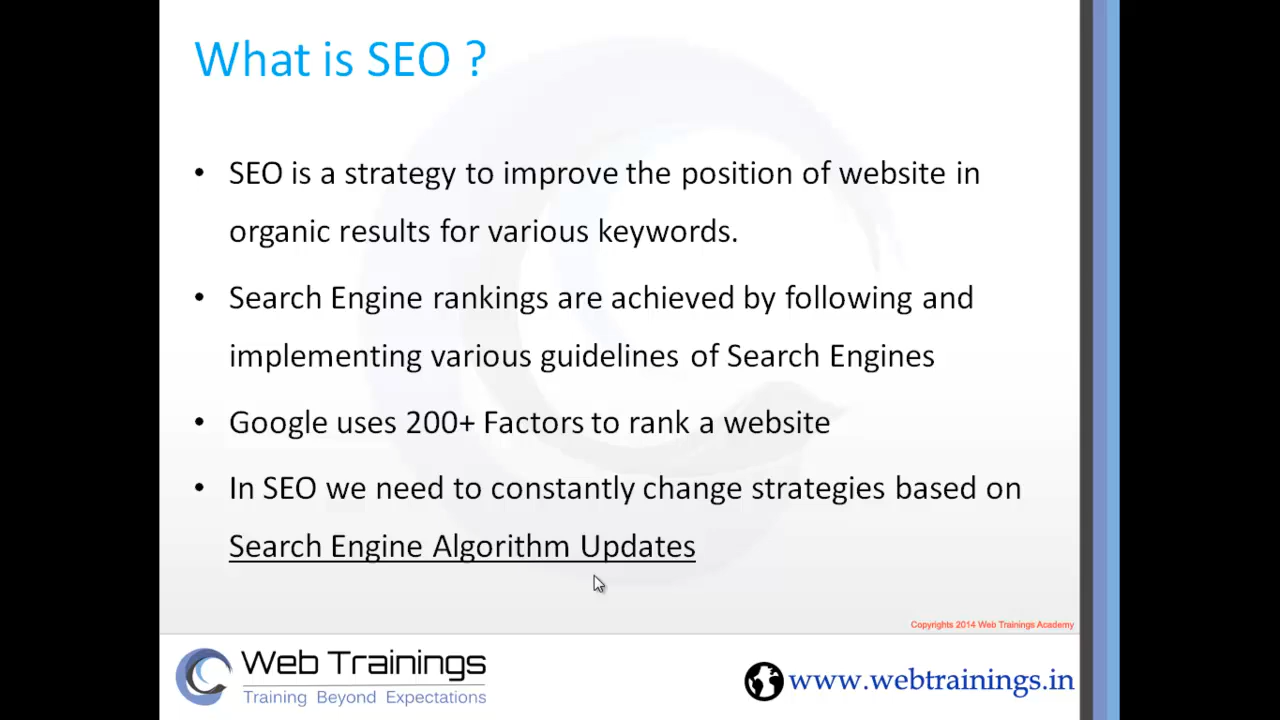 What is SEO ?
• SEO is a strategy to improve the position of website in
organic results for various keywords.
• Search Engine rankings are achieved by following and
implementing various guidelines of Search Engines
• Google uses 200+ Factors to rank a website
• In SEO we need to constantly change strategies based on
Search Engine Algorithm Updates
Copyrights 2014 Web Trainings Academy
Web Trainings
Training Beyond Expectations
www.webtrainings.in